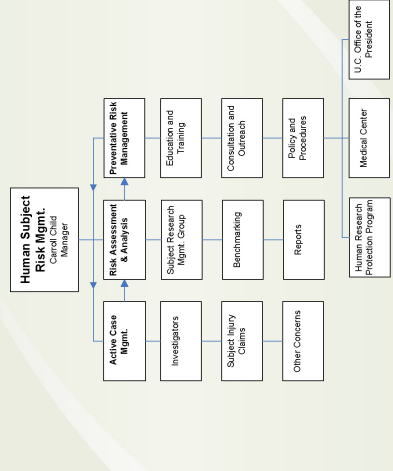 Human Subject
Risk Mgmt.
Carroll Child
Manager
Active Case
Mgmt.
Investigators
Subject Injury
Claims
Other Concerns
Risk Assessment
& Analysis
Subject Research
Mgmt. Group
Benchmarking
Reports
Preventative Risk
Management
Education and
Training
Consultation and
Outreach
Policy and
Procedures
Human Research
Protection Program
Medical Center
U.C. Office of the
President